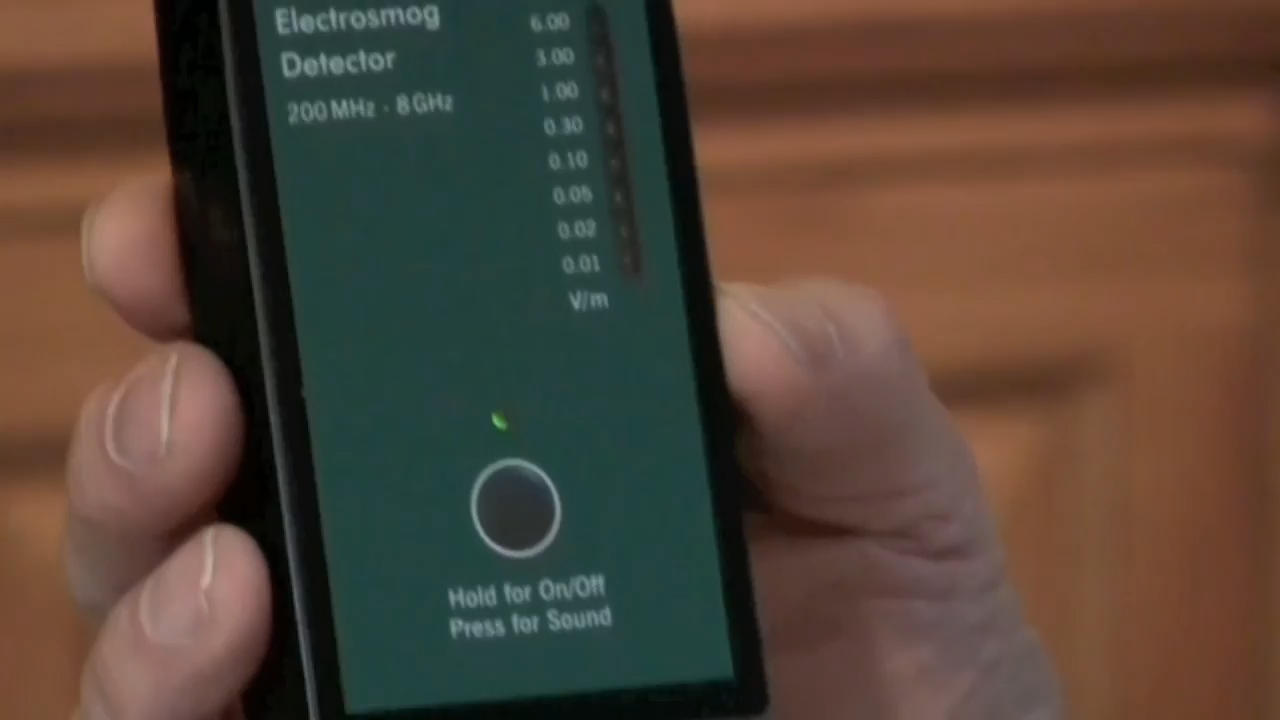 Electrosmog
Detector
200 MHz - 8 GHz
6.00
3.00
1.00
0.30
0.10
0.05
0.02
0.01
V/m
Hold for On/Off
Press for Sound